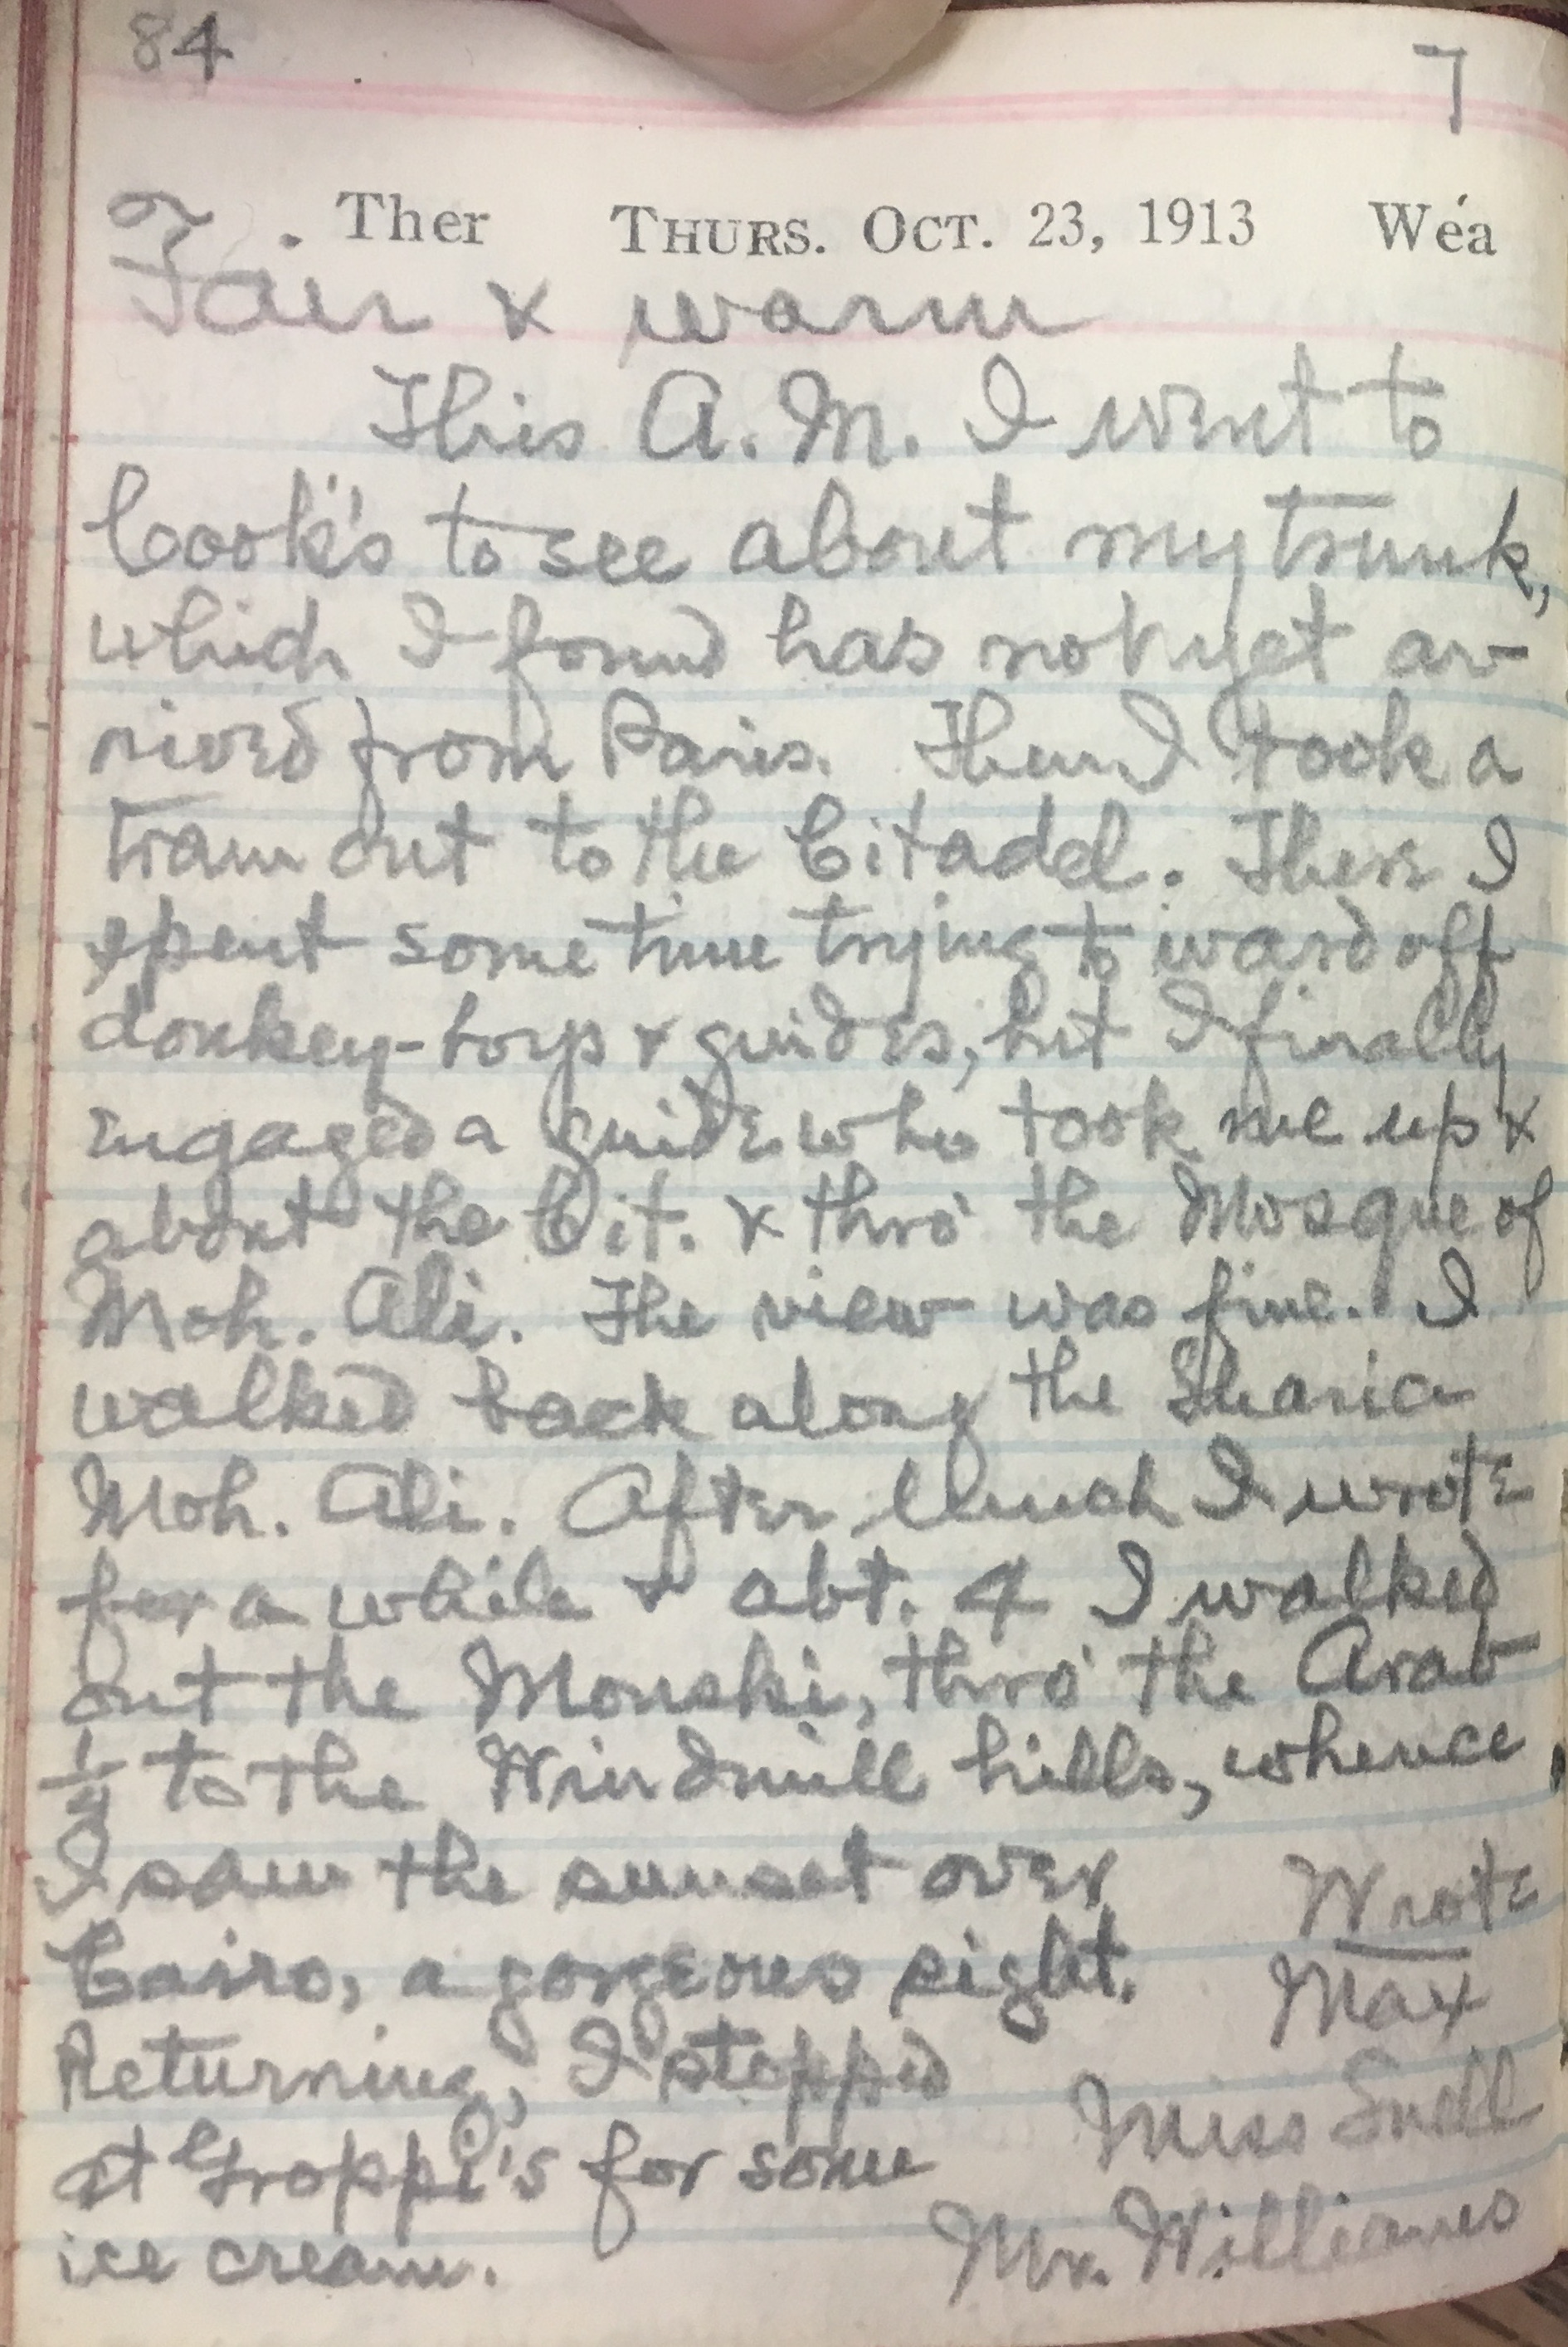 84 7
Ther THURS. OCT. 23, 1913 Wea
Fair & warm
This A.M. I went to
Cook's to see about my trunk,
which I found has not yet ar-
rived from Paris. Then I took a
tram out to the Citadel. There I
spent some time trying to ward off
donkey-boys & guides, but I finally
engaged a guide who took me up &
about the Cit. & thro' the Mosque of
Moh. Ali. The view was fine. I
walked back along the Sharia
Moh. Ali. After lunch I wrote
for a while & abt. 4 I walked
out the Mouski, thro' the Arab
1/4 to the Windmill hills, whence
I saw the sunset over
Cairo, a gorgeous sight.
Returning, I stopped
at Groppi's for some
ice cream.
Wrote
Max
Miss Snell
Mr. Williams